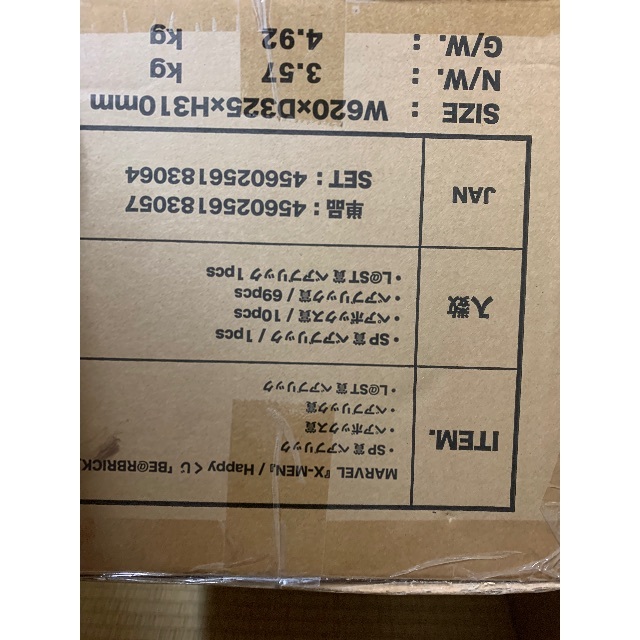 MARVEL『X-MEN』/ Happyくじ「BE@RBRICK
ITEM.
・SP賞 ベアブリック
・ベアボックス賞
・ベアブリック賞
・L@ST賞 ベアブリック
入数
・SP賞 ベアブリック / 1pcs
・ベアボックス賞 / 10pcs
・ベアブリック賞 / 69pcs
・L@ST賞 ベアブリック 1pcs
JAN
単品：4560256183057
SET：4560256183064
SIZE : W620×D325×H310mm
N/W. : 3.57 kg
G/W. : 4.92 kg